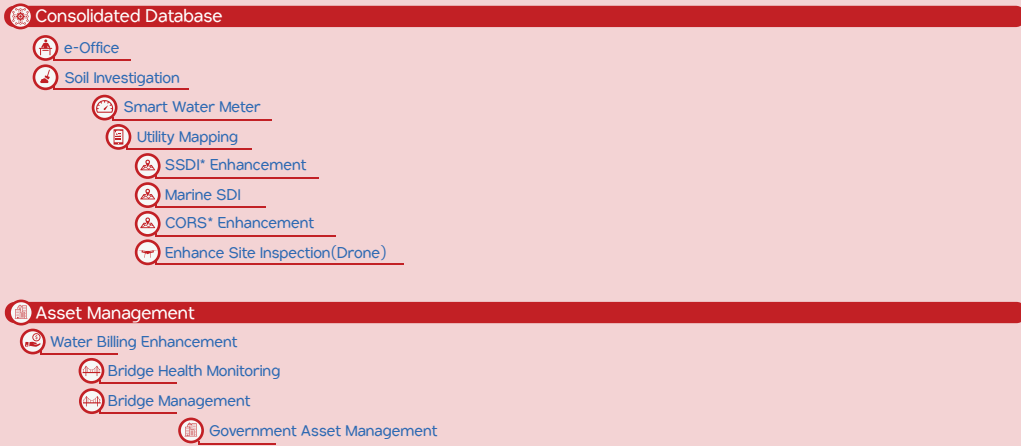 Consolidated Database
e-Office
Soil Investigation
Smart Water Meter
Utility Mapping
SSDI* Enhancement
Marine SDI
CORS* Enhancement
Enhance Site Inspection(Drone)
Asset Management
Water Billing Enhancement
Bridge Health Monitoring
Bridge Management
Government Asset Management